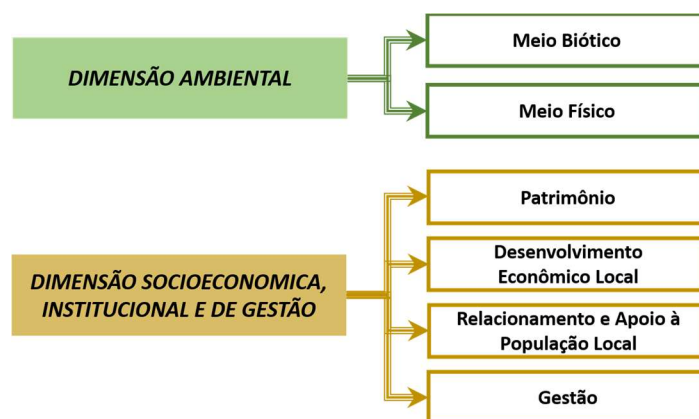 DIMENSÃO AMBIENTAL
Meio Biótico
Meio Físico
DIMENSÃO SOCIOECONOMICA,
INSTITUCIONAL E DE GESTÃO
Patrimônio
Desenvolvimento
Econômico Local
Relacionamento e Apoio à
População Local
Gestão